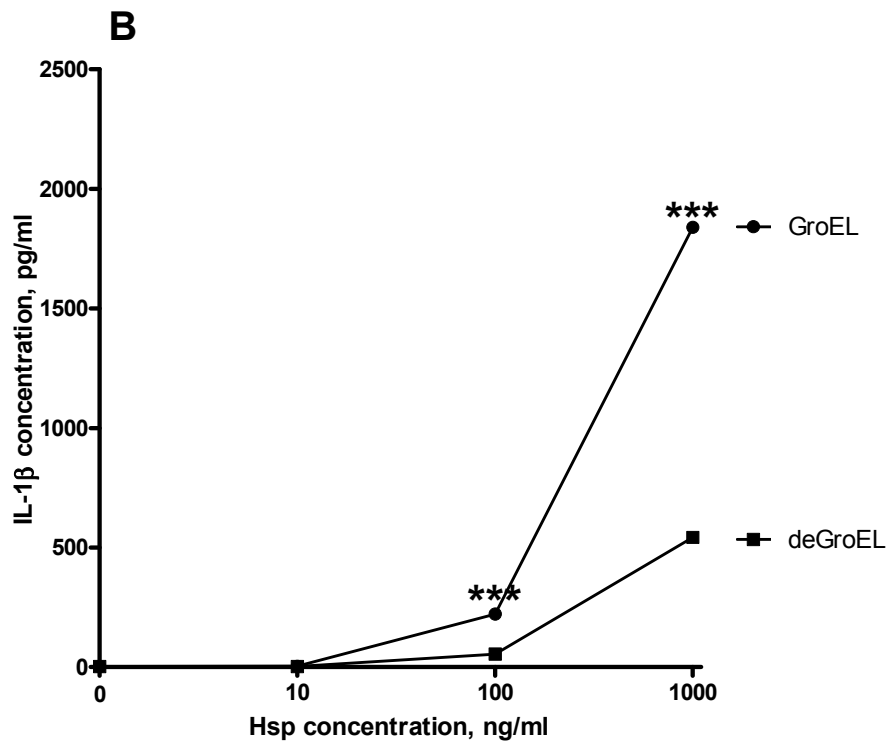 B
2500
2000
1500
1000
500
0
IL-1β concentration, pg/ml
***
***
GroEL
deGroEL
0 10 100 1000
Hsp concentration, ng/ml